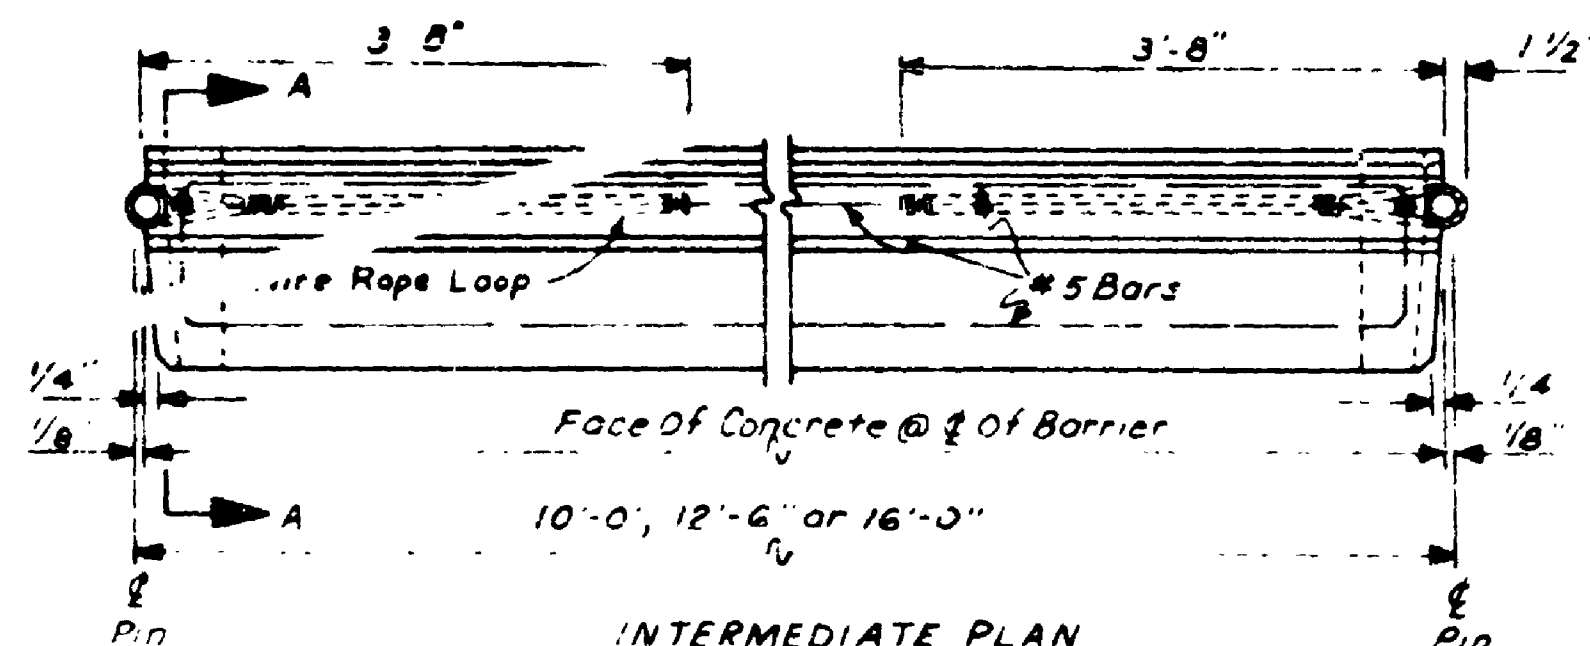 3 8"
3'-8"
1 1/2
A
Rope Loop
#5 Bars
1/4"
1/4
Face Of Concrete @ ℄ Of Barrier
1/8
1/8"
A
10'-0', 12'-6" or 16'-0"
℄
Pin
℄
Pin
INTERMEDIATE PLAN